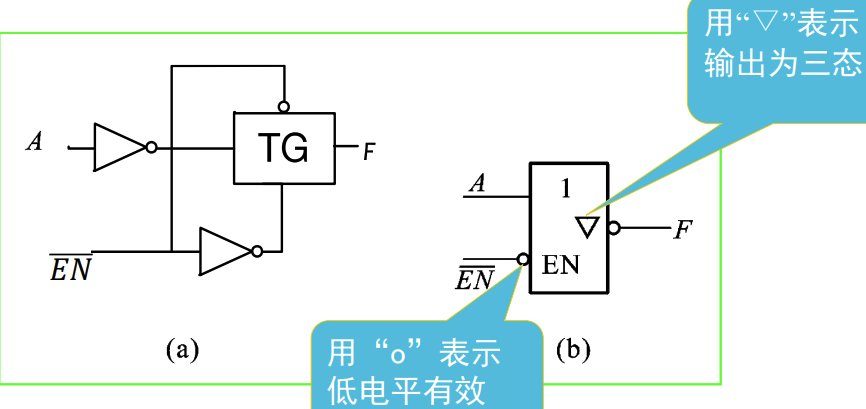 用“▽”表示
输出为三态
A
TG
F
A
1
▽
F
$\overline{EN}$
$\overline{EN}$
EN
(a)
(b)
用“o”表示
低电平有效